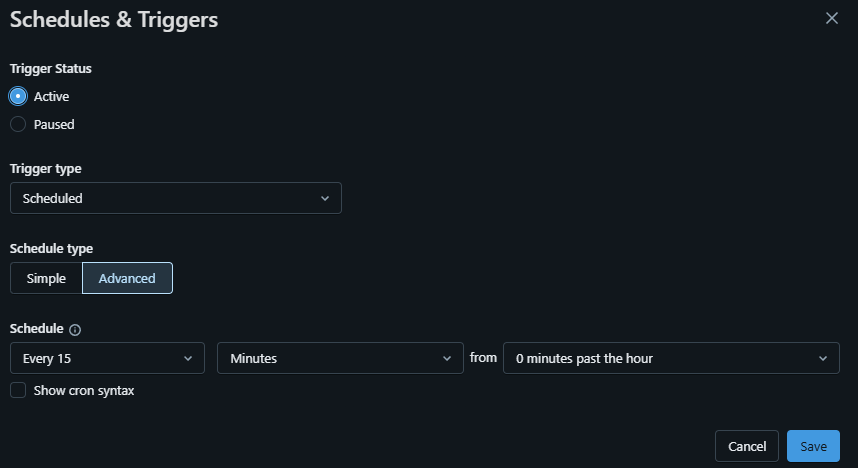 Schedules & Triggers
Trigger Status
Active
Paused
Trigger type
Scheduled
Schedule type
Simple Advanced
Schedule
Every 15 Minutes from 0 minutes past the hour
Show cron syntax
Cancel Save